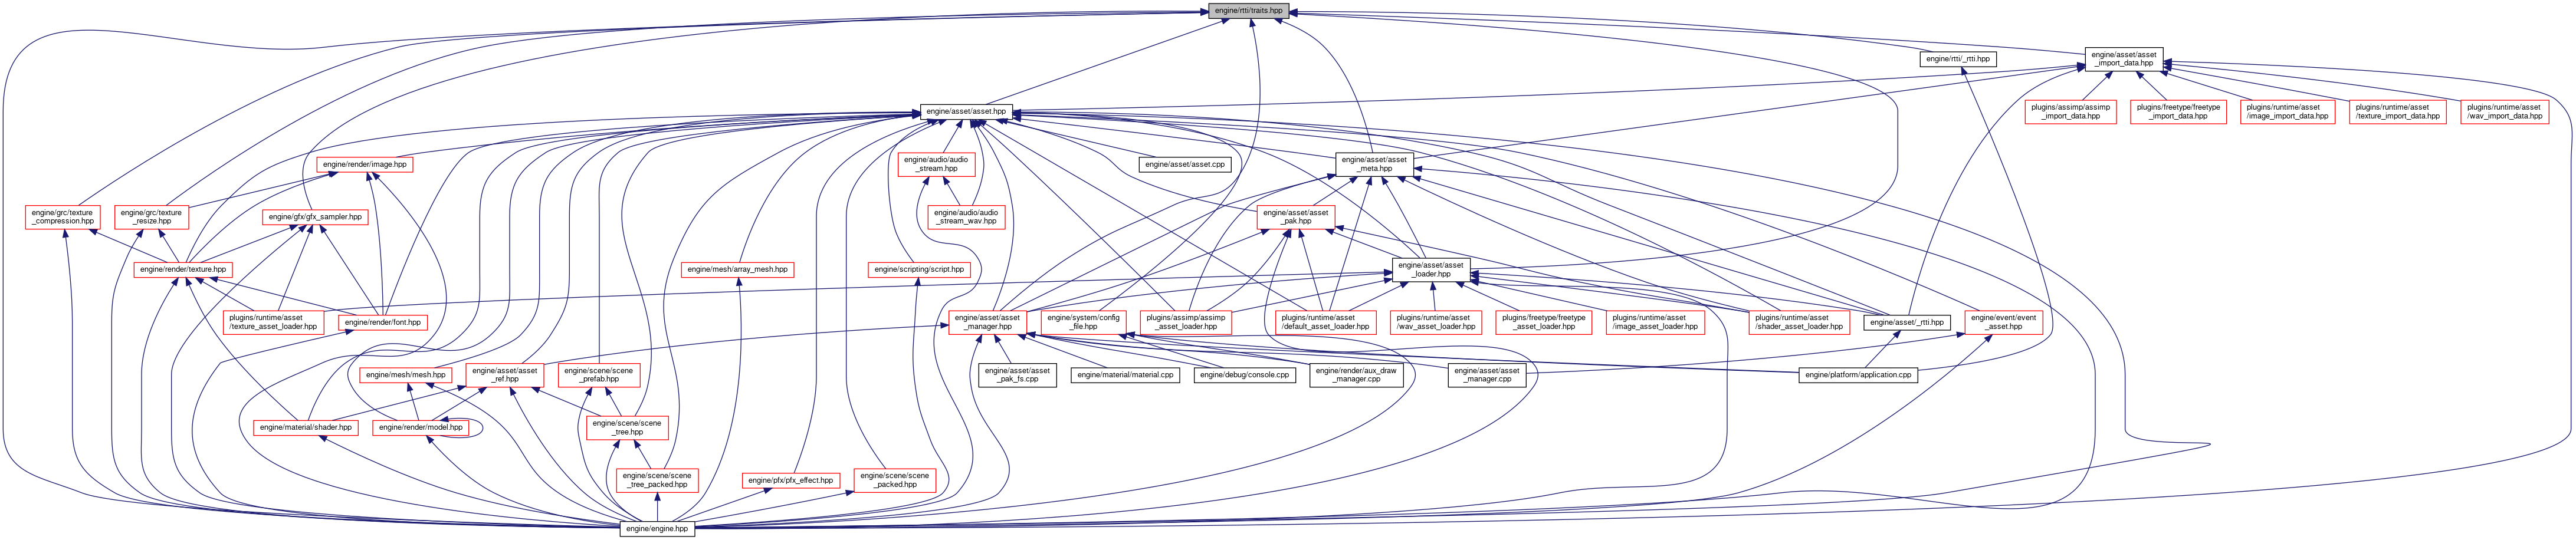 engine/rtti/traits.hpp
engine/asset/asset
_import_data.hpp
engine/rtti/_rtti.hpp
engine/asset/asset.hpp
plugins/assimp/assimp
_import_data.hpp
plugins/freetype/freetype
_import_data.hpp
plugins/runtime/asset
/image_import_data.hpp
plugins/runtime/asset
/texture_import_data.hpp
plugins/runtime/asset
/wav_import_data.hpp
engine/render/image.hpp
engine/audio/audio
_stream.hpp
engine/asset/asset.cpp
engine/asset/asset
_meta.hpp
engine/grc/texture
_compression.hpp
engine/grc/texture
_resize.hpp
engine/gfx/gfx_sampler.hpp
engine/audio/audio
_stream_wav.hpp
engine/asset/asset
_pak.hpp
engine/render/texture.hpp
engine/mesh/array_mesh.hpp
engine/scripting/script.hpp
engine/asset/asset
_loader.hpp
plugins/runtime/asset
/texture_asset_loader.hpp
engine/render/font.hpp
engine/asset/asset
_manager.hpp
engine/system/config
_file.hpp
plugins/assimp/assimp
_asset_loader.hpp
plugins/runtime/asset
/default_asset_loader.hpp
plugins/runtime/asset
/wav_asset_loader.hpp
plugins/freetype/freetype
_asset_loader.hpp
plugins/runtime/asset
/image_asset_loader.hpp
plugins/runtime/asset
/shader_asset_loader.hpp
engine/asset/_rtti.hpp
engine/event/event
_asset.hpp
engine/mesh/mesh.hpp
engine/asset/asset
_ref.hpp
engine/scene/scene
_prefab.hpp
engine/asset/asset
_pak_fs.cpp
engine/material/material.cpp
engine/debug/console.cpp
engine/render/aux_draw
_manager.cpp
engine/asset/asset
_manager.cpp
engine/platform/application.cpp
engine/material/shader.hpp
engine/render/model.hpp
engine/scene/scene
_tree.hpp
engine/scene/scene
_tree_packed.hpp
engine/pfx/pfx_effect.hpp
engine/scene/scene
_packed.hpp
engine/engine.hpp